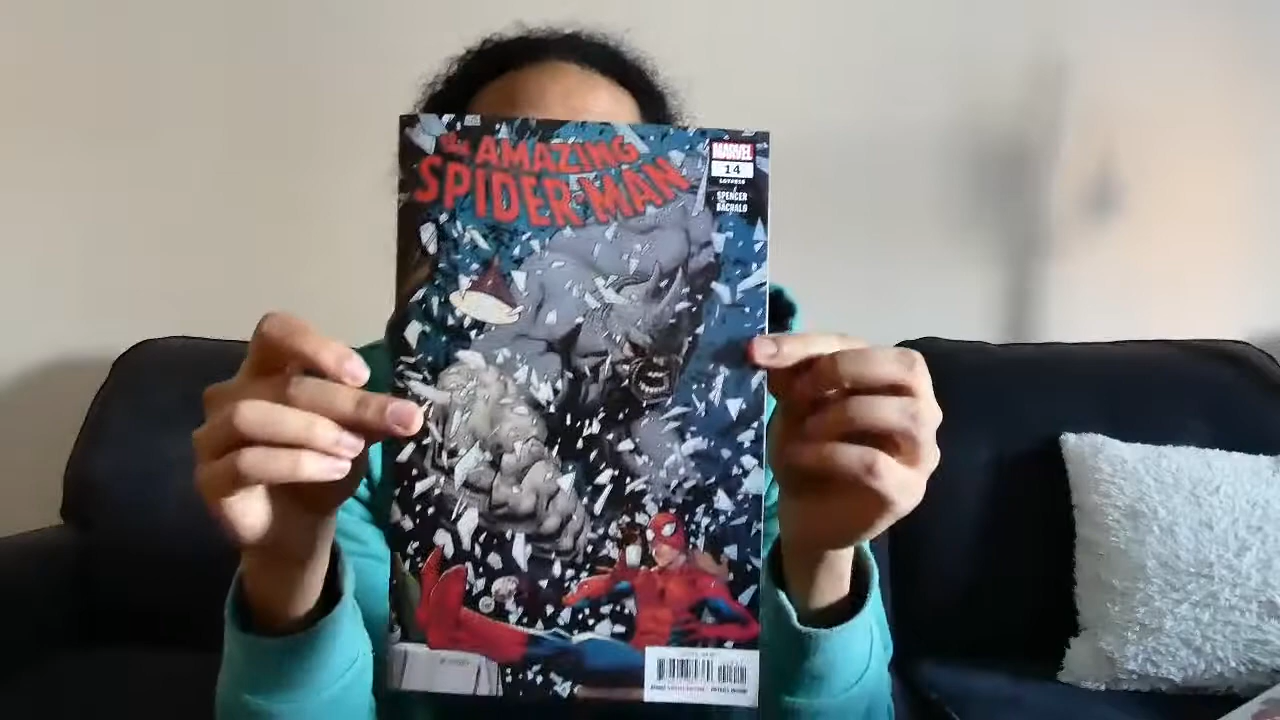 the AMAZING
SPIDER-MAN
MARVEL
14
SPENCER
BACHALO